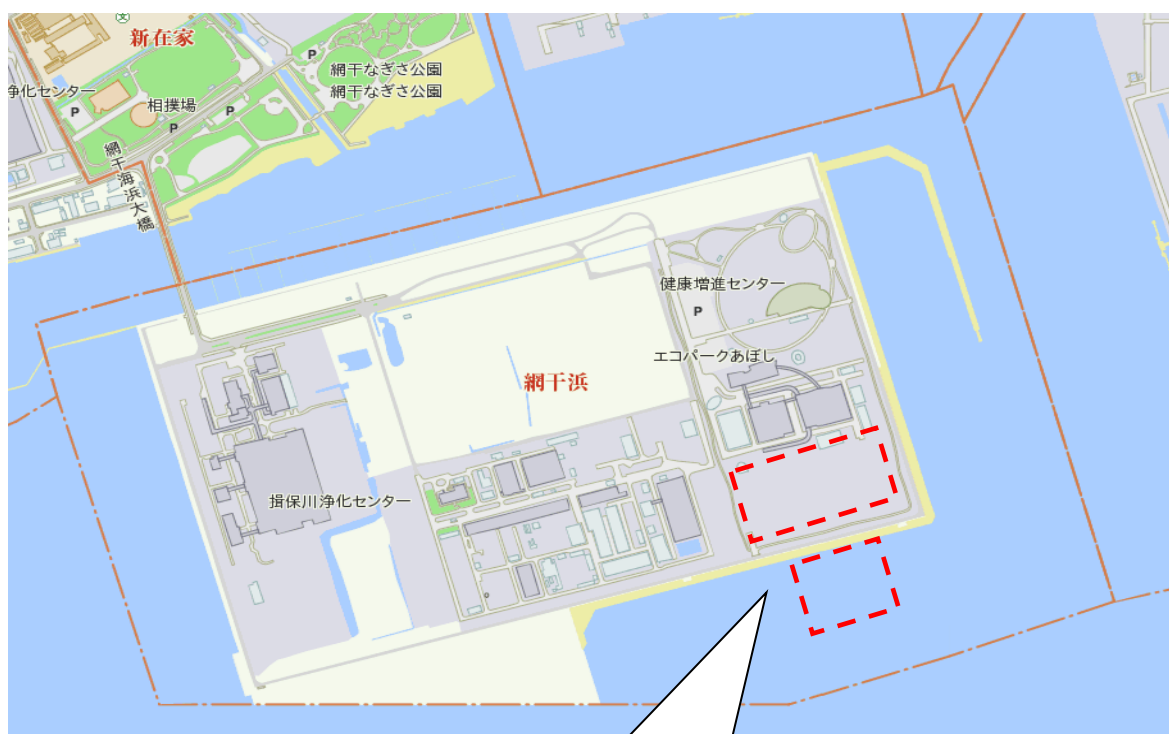 文
新在家
P
網干なぎさ公園
網干なぎさ公園
浄化センター
P
相撲場
P
P
網干海浜大橋
健康増進センター
P
エコパークあぼし
網干浜
揖保川浄化センター